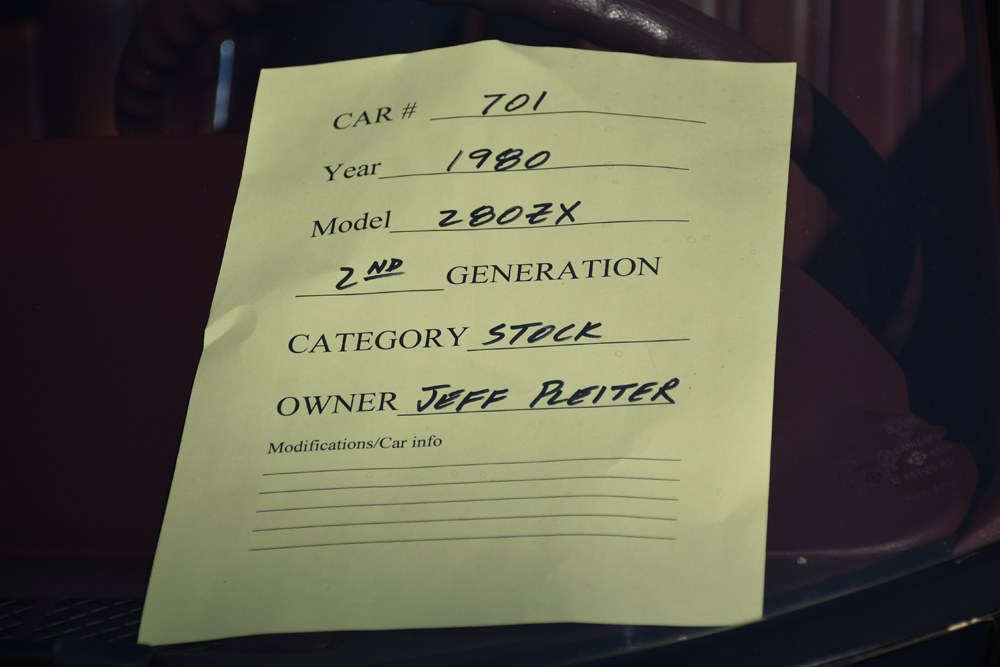 CAR # 701
Year 1980
Model 280ZX
2ND GENERATION
CATEGORY STOCK
OWNER JEFF PLEITER
Modifications/Car info